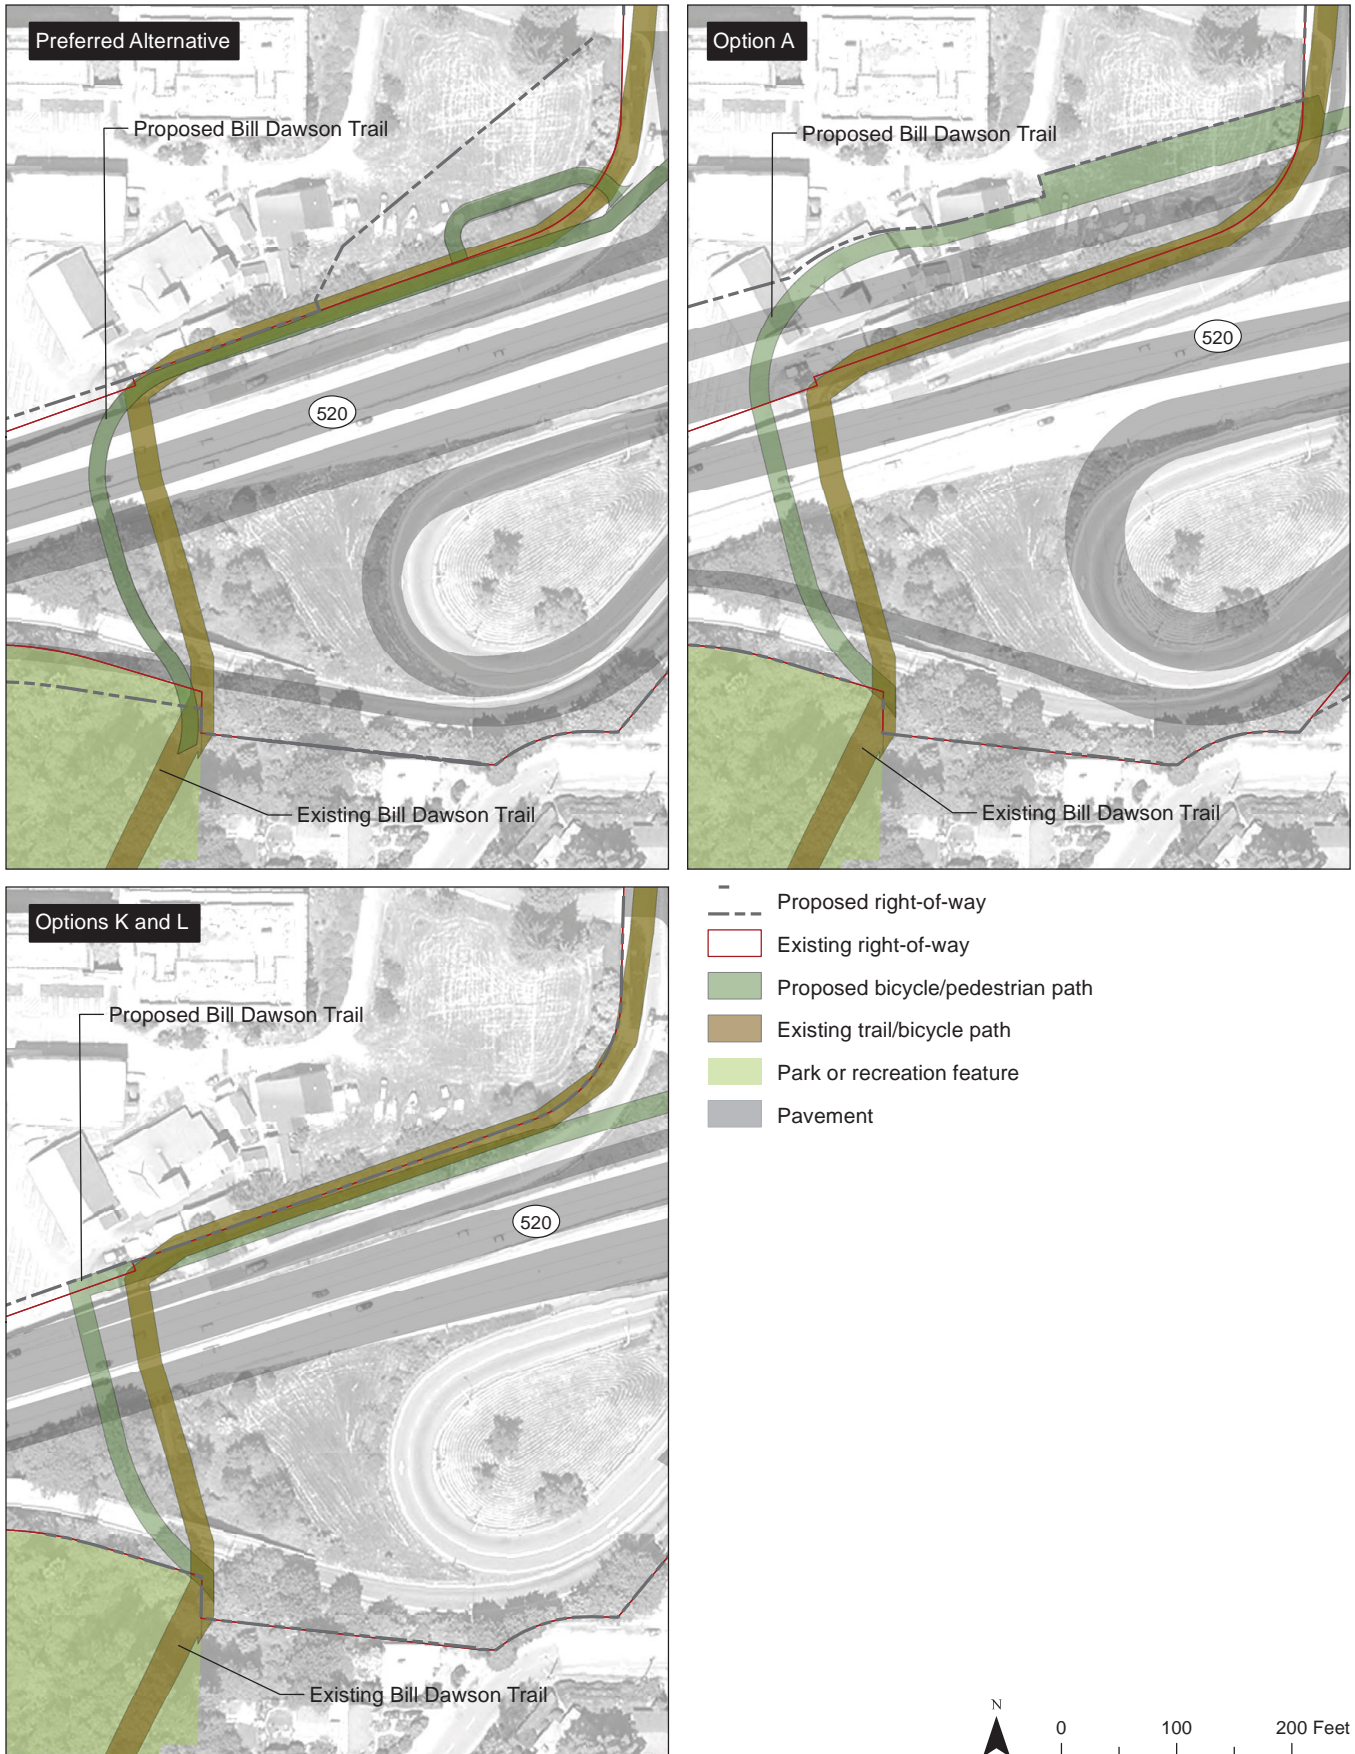 Preferred Alternative
Proposed Bill Dawson Trail
520
Existing Bill Dawson Trail
Option A
Proposed Bill Dawson Trail
520
Existing Bill Dawson Trail
Options K and L
Proposed Bill Dawson Trail
520
Existing Bill Dawson Trail
Proposed right-of-way
Existing right-of-way
Proposed bicycle/pedestrian path
Existing trail/bicycle path
Park or recreation feature
Pavement
N
0 100 200 Feet